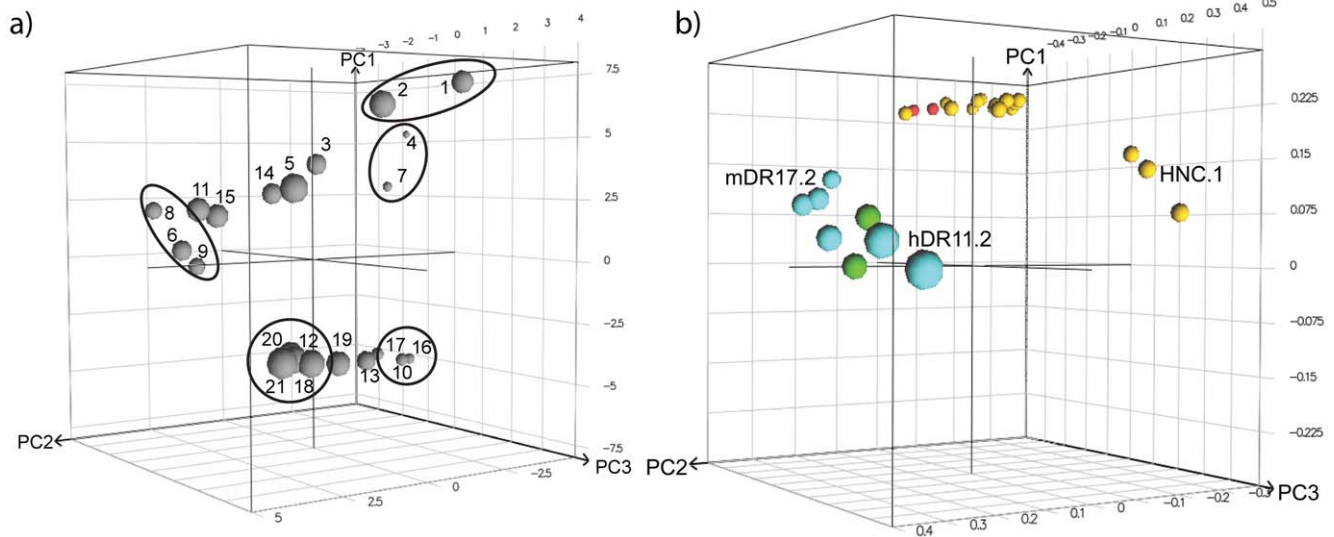 a)
-3 -2 -1 0 1 2 3 4
PC1
7.5
5
2.5
0
-2.5
-5
-7.5
2 1
4
7
3
5
14
11
15
8
6
9
20 12 19 17 16
21 18 13 10
PC2
PC3
5 2.5 0 -2.5
b)
-0.4 -0.3 -0.2 -0.1 0 0.1 0.2 0.3 0.4 0.5
PC1
0.225
0.15
0.075
0
-0.075
-0.15
-0.225
mDR17.2
HNC.1
hDR11.2
PC2
PC3
0.4 0.3 0.2 0.1 0 -0.1 -0.2 -0.3